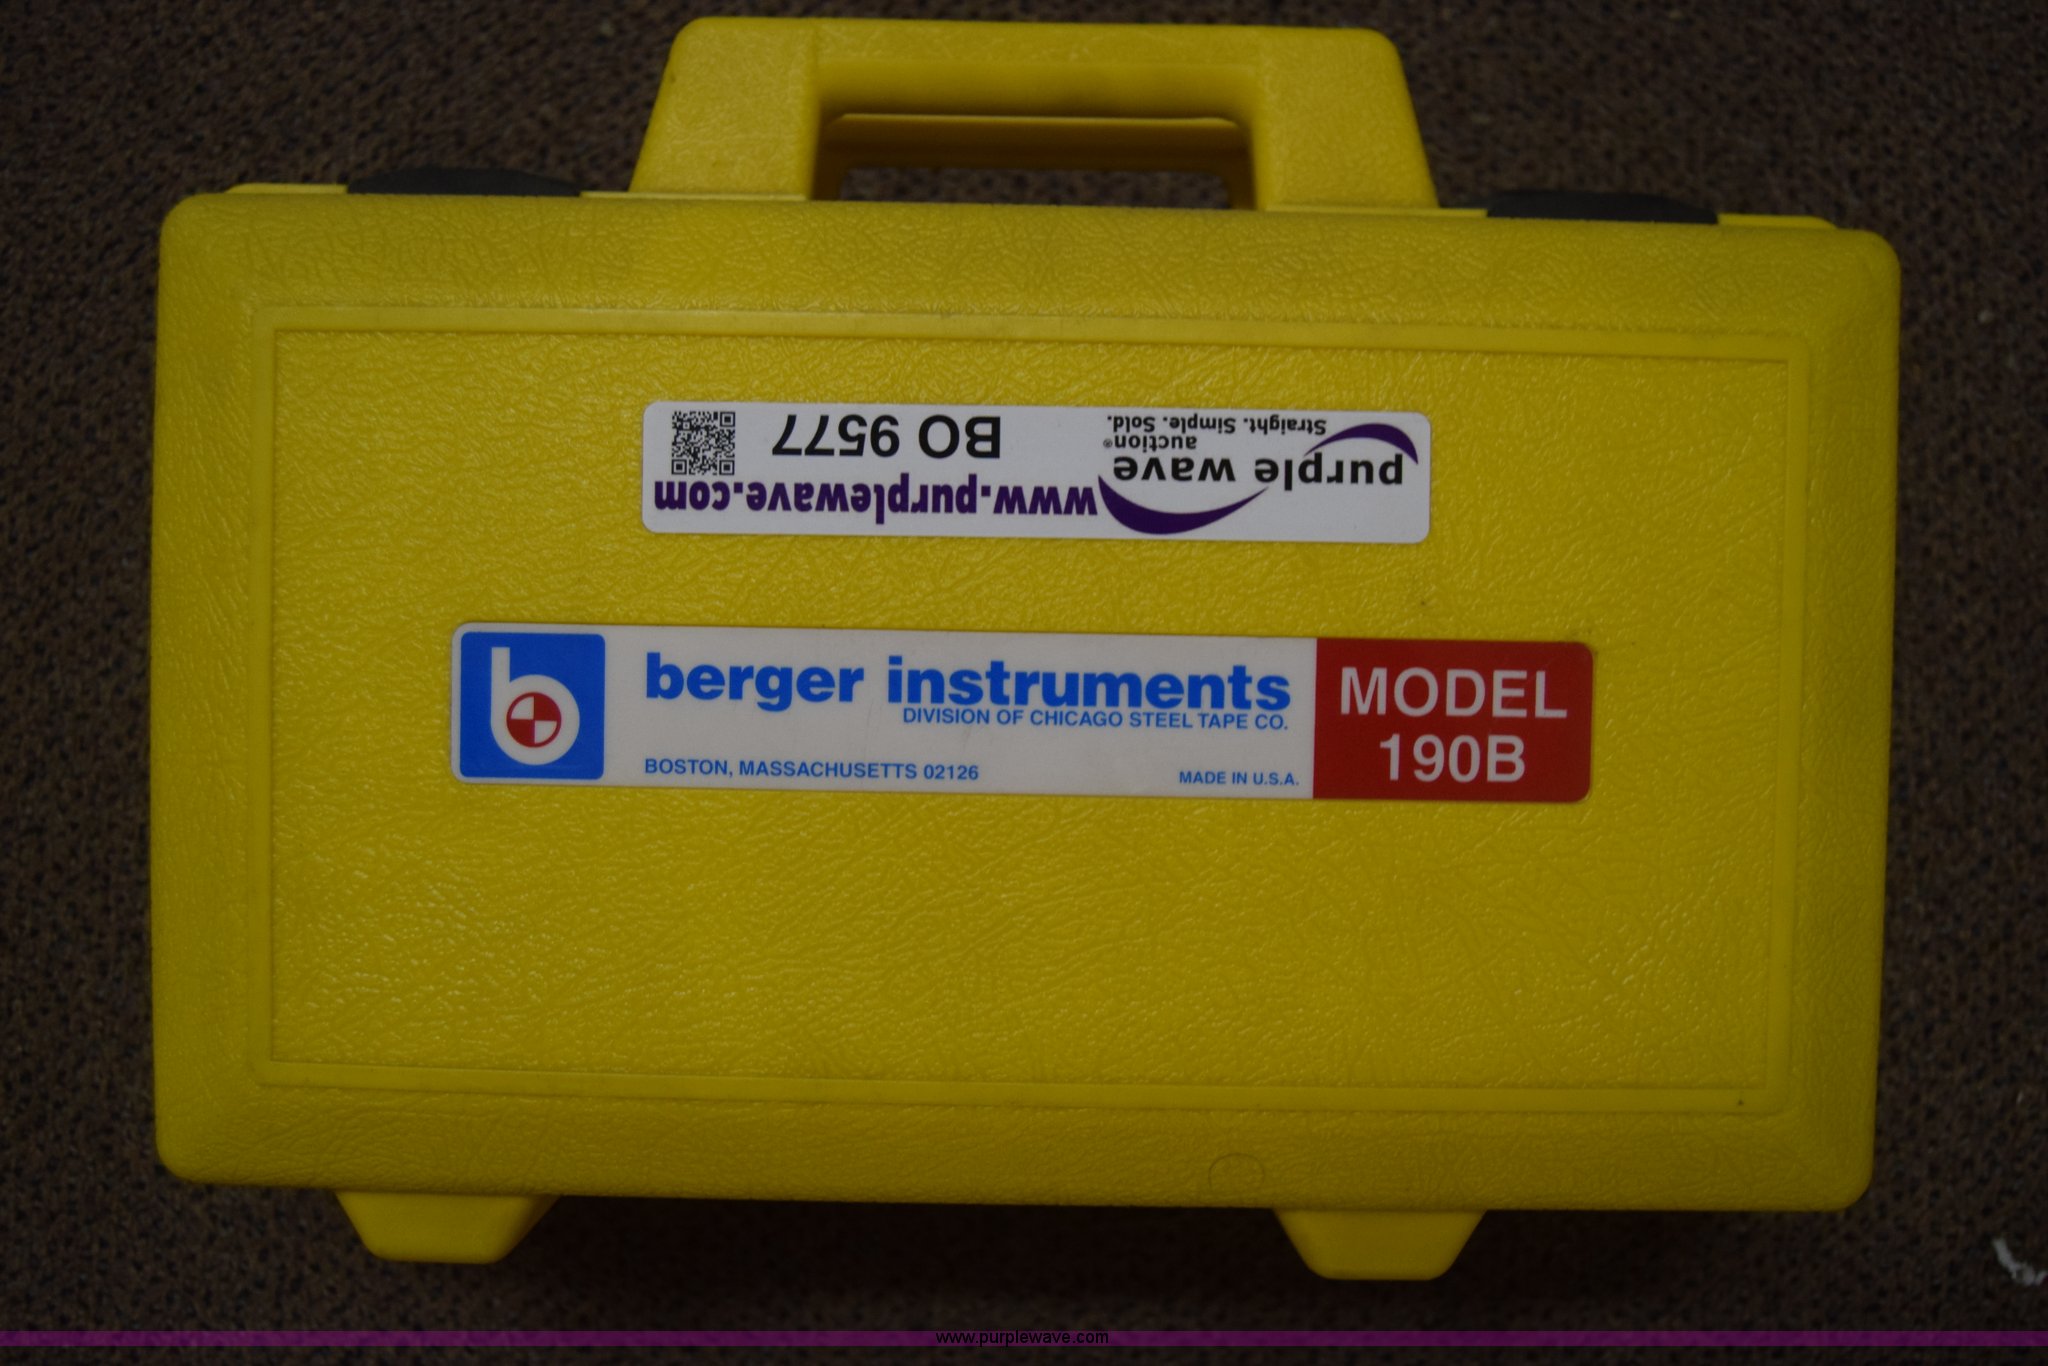 purple wave
auction®
Straight. Simple. Sold.
www.purplewave.com
BO 9577
b
berger instruments
DIVISION OF CHICAGO STEEL TAPE CO.
BOSTON, MASSACHUSETTS 02126
MADE IN U.S.A.
MODEL
190B
www.purplewave.com